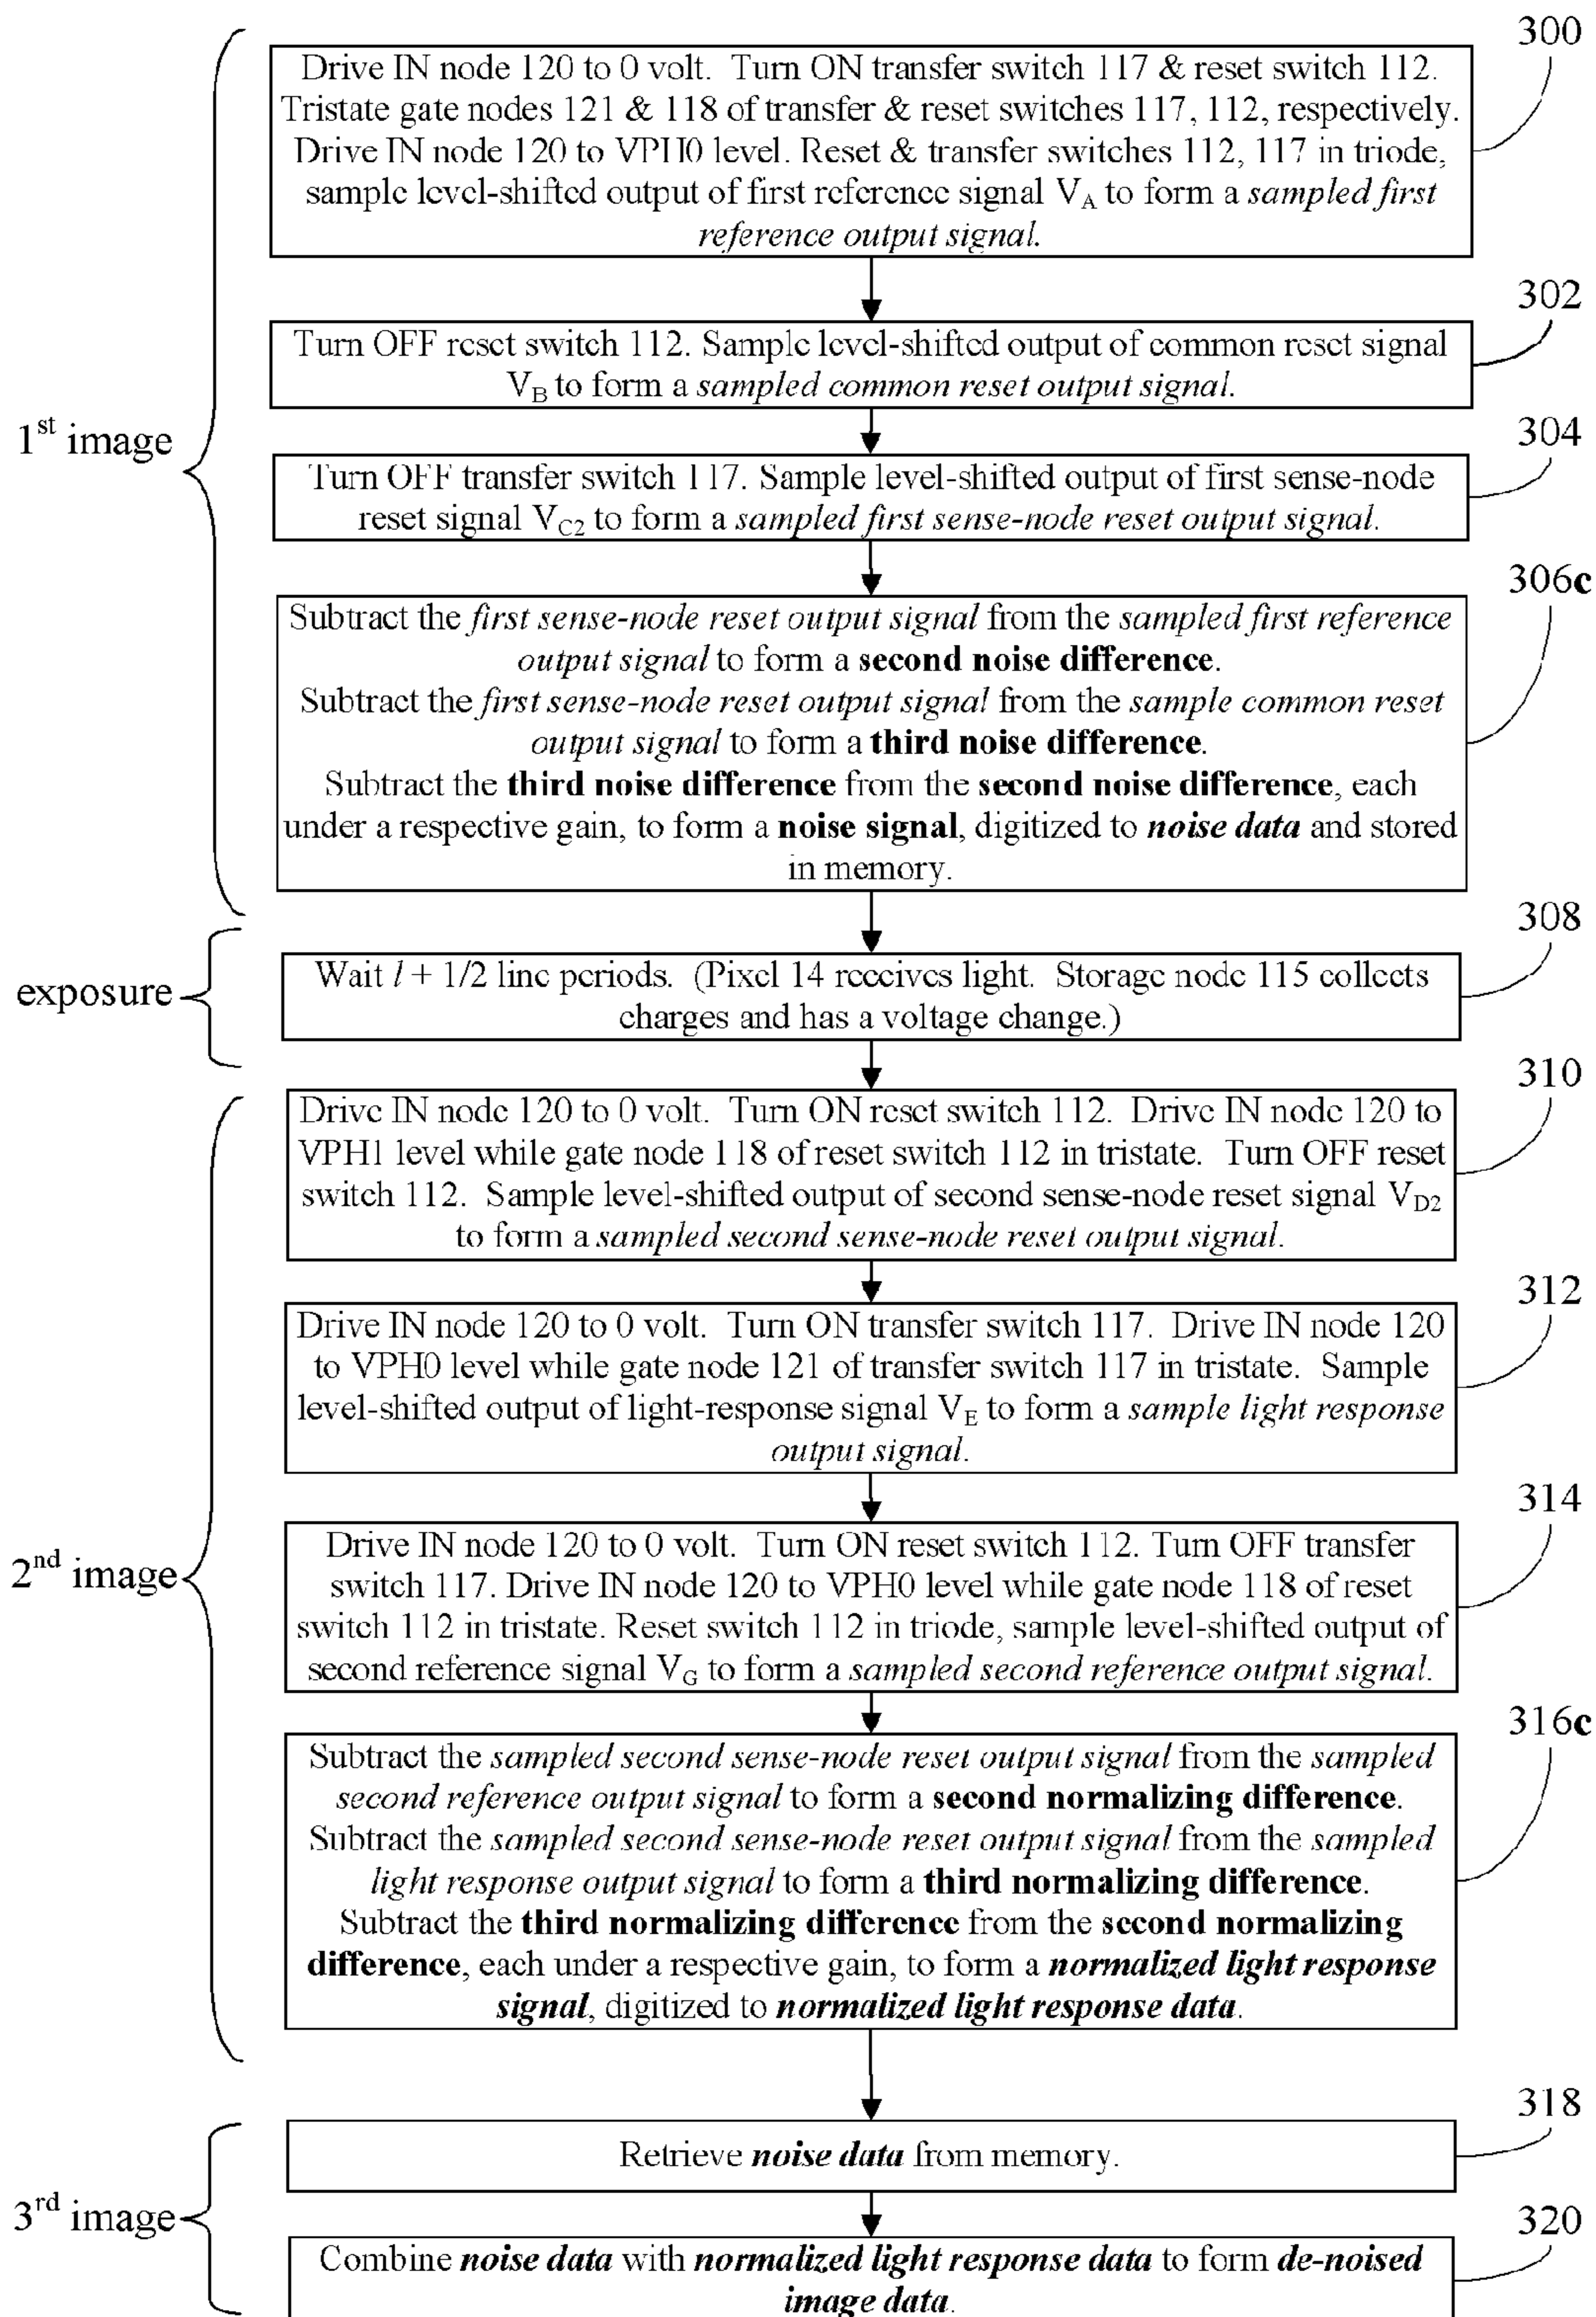 300
Drive IN node 120 to 0 volt. Turn ON transfer switch 117 & reset switch 112.
Tristate gate nodes 121 & 118 of transfer & reset switches 117, 112, respectively.
Drive IN node 120 to VPH0 level. Reset & transfer switches 112, 117 in triode,
sample level-shifted output of first reference signal V_A to form a sampled first
reference output signal.
302
Turn OFF reset switch 112. Sample level-shifted output of common reset signal
V_B to form a sampled common reset output signal.
1st image
304
Turn OFF transfer switch 117. Sample level-shifted output of first sense-node
reset signal V_C2 to form a sampled first sense-node reset output signal.
306c
Subtract the first sense-node reset output signal from the sampled first reference
output signal to form a second noise difference.
Subtract the first sense-node reset output signal from the sample common reset
output signal to form a third noise difference.
Subtract the third noise difference from the second noise difference, each
under a respective gain, to form a noise signal, digitized to noise data and stored
in memory.
308
exposure
Wait l + 1/2 line periods. (Pixel 14 receives light. Storage node 115 collects
charges and has a voltage change.)
310
Drive IN node 120 to 0 volt. Turn ON reset switch 112. Drive IN node 120 to
VPH1 level while gate node 118 of reset switch 112 in tristate. Turn OFF reset
switch 112. Sample level-shifted output of second sense-node reset signal V_D2
to form a sampled second sense-node reset output signal.
312
Drive IN node 120 to 0 volt. Turn ON transfer switch 117. Drive IN node 120
to VPH0 level while gate node 121 of transfer switch 117 in tristate. Sample
level-shifted output of light-response signal V_E to form a sample light response
output signal.
314
2nd image
Drive IN node 120 to 0 volt. Turn ON reset switch 112. Turn OFF transfer
switch 117. Drive IN node 120 to VPH0 level while gate node 118 of reset
switch 112 in tristate. Reset switch 112 in triode, sample level-shifted output of
second reference signal V_G to form a sampled second reference output signal.
316c
Subtract the sampled second sense-node reset output signal from the sampled
second reference output signal to form a second normalizing difference.
Subtract the sampled second sense-node reset output signal from the sampled
light response output signal to form a third normalizing difference.
Subtract the third normalizing difference from the second normalizing
difference, each under a respective gain, to form a normalized light response
signal, digitized to normalized light response data.
318
Retrieve noise data from memory.
3rd image
320
Combine noise data with normalized light response data to form de-noised
image data.